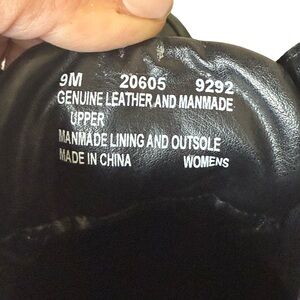 9M 20605 9292
GENUINE LEATHER AND MANMADE
UPPER
MANMADE LINING AND OUTSOLE
MADE IN CHINA WOMENS